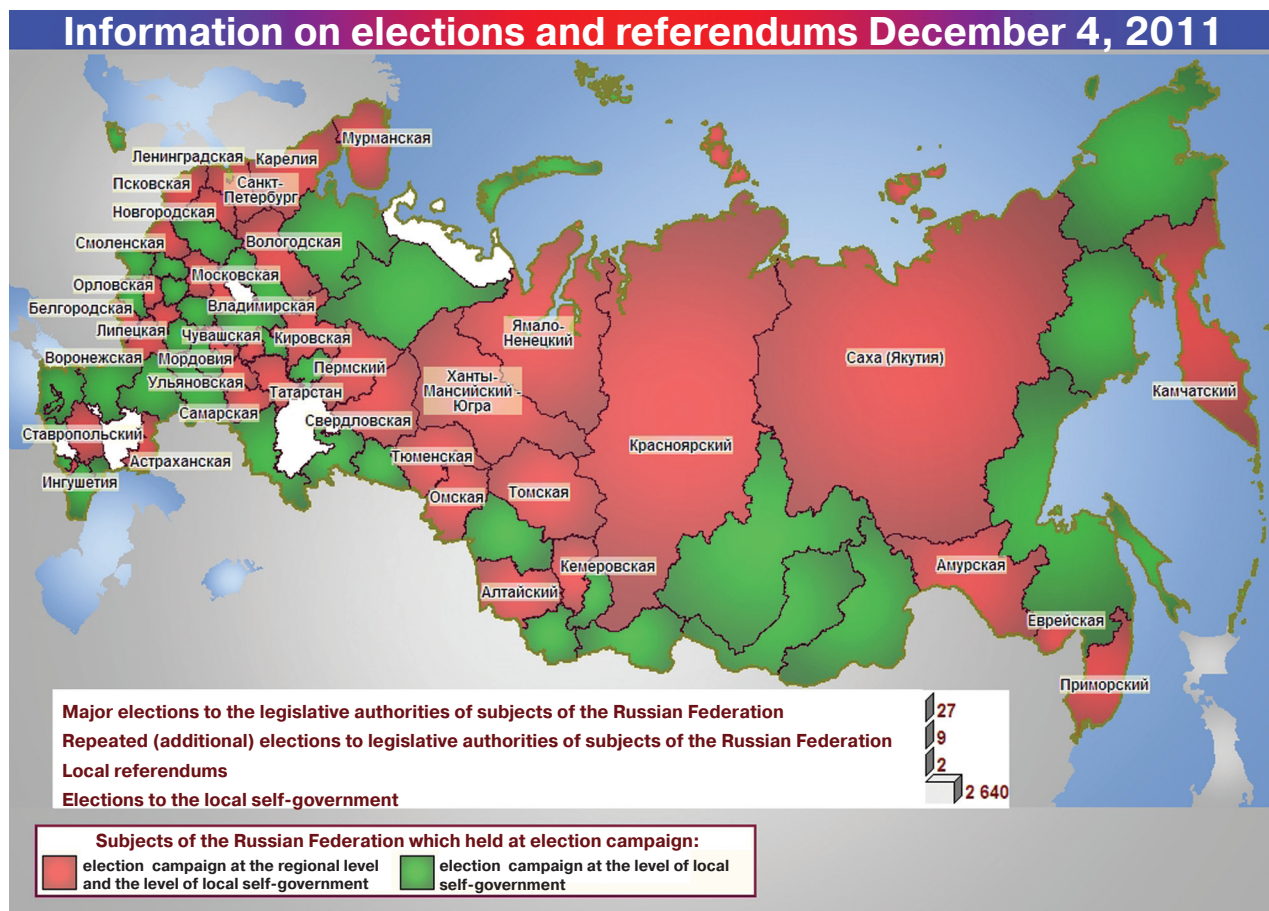 Information on elections and referendums December 4, 2011
Мурманская
Ленинградская
Карелия
Псковская
Санкт-
Петербург
Новгородская
Смоленская
Вологодская
Московская
Орловская
Белгородская
Владимирская
Липецкая
Чувашская
Кировская
Ямало-
Ненецкий
Саха (Якутия)
Воронежская
Мордовия
Пермский
Ульяновская
Татарстан
Ханты-
Мансийский -
Югра
Камчатский
Самарская
Свердловская
Ставропольский
Красноярский
Астраханская
Тюменская
Ингушетия
Омская
Томская
Кемеровская
Амурская
Алтайский
Еврейская
Приморский
Major elections to the legislative authorities of subjects of the Russian Federation 27
Repeated (additional) elections to legislative authorities of subjects of the Russian Federation 9
Local referendums 2
Elections to the local self-government 2 640
Subjects of the Russian Federation which held at election campaign:
election campaign at the regional level
and the level of local self-government
election campaign at the level of local
self-government